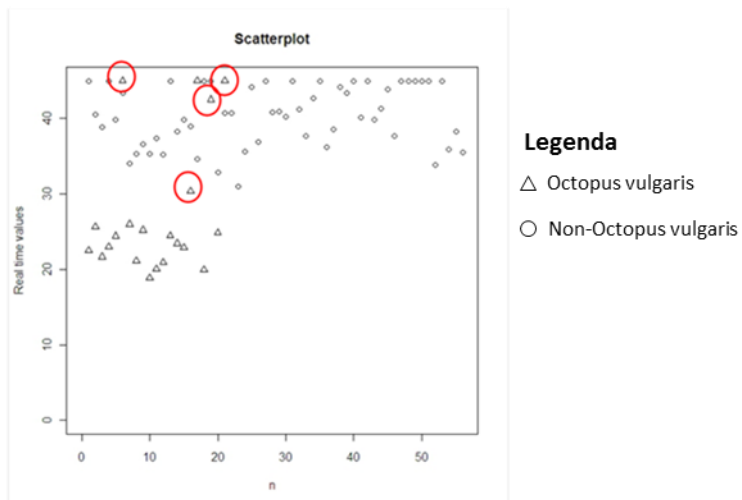 Scatterplot
Real time values
40
30
20
10
0
0 10 20 30 40 50
n
Legenda
Octopus vulgaris
Non-Octopus vulgaris